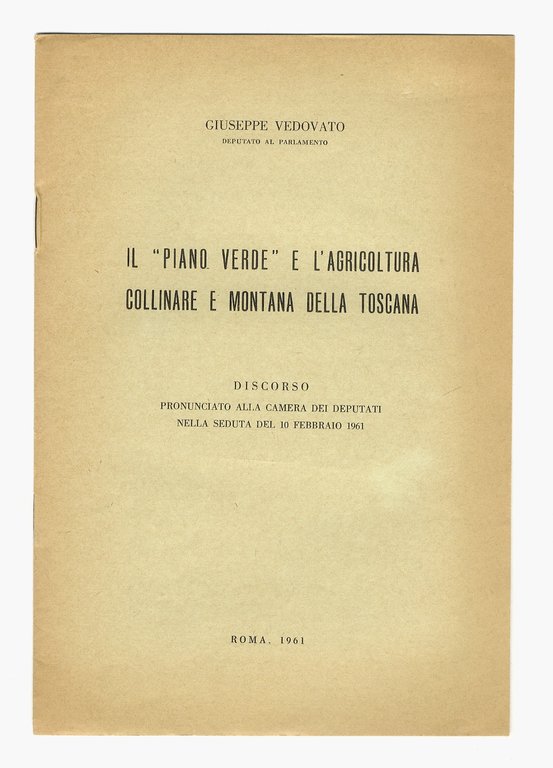 GIUSEPPE VEDOVATO
DEPUTATO AL PARLAMENTO
IL "PIANO VERDE" E L'AGRICOLTURA
COLLINARE E MONTANA DELLA TOSCANA
DISCORSO
PRONUNCIATO ALLA CAMERA DEI DEPUTATI
NELLA SEDUTA DEL 10 FEBBRAIO 1961
ROMA, 1961